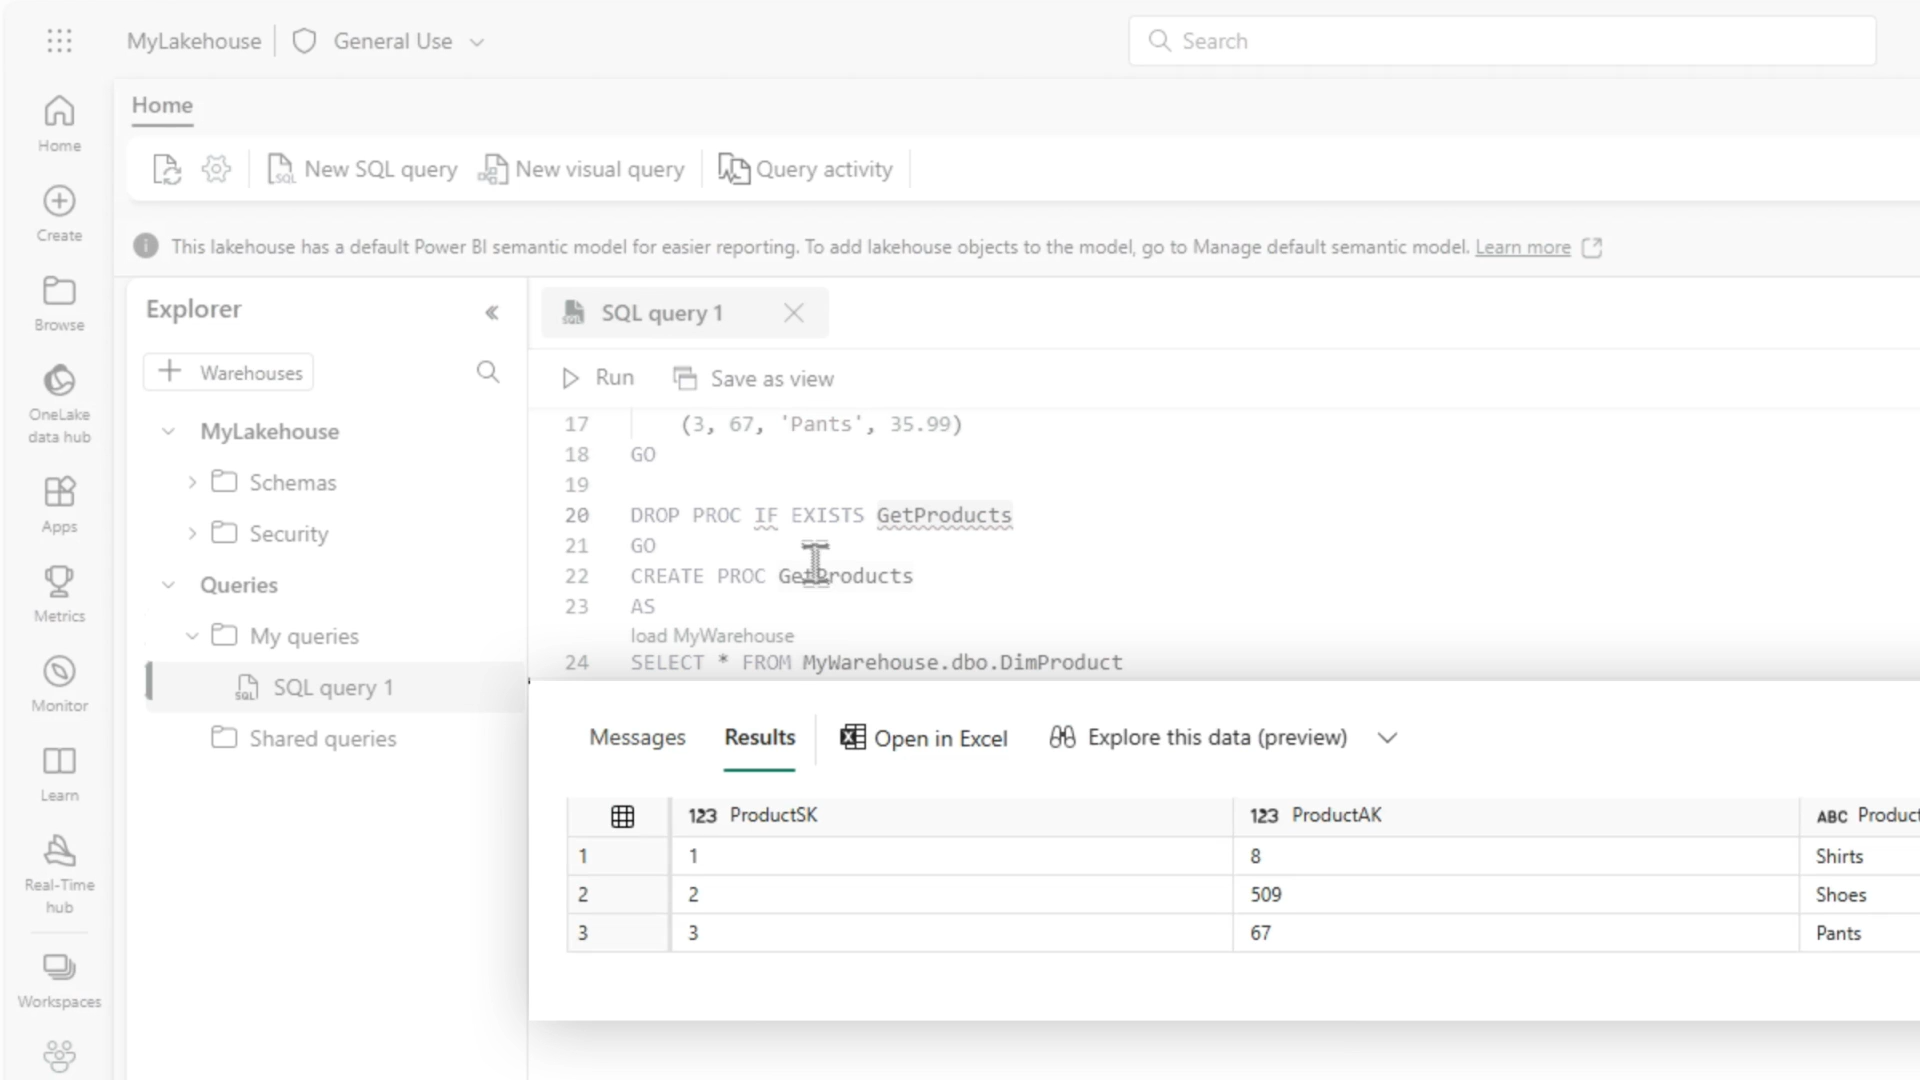 MyLakehouse
General Use
Search
Home
Home
New SQL query
New visual query
Query activity
Create
This lakehouse has a default Power BI semantic model for easier reporting. To add lakehouse objects to the model, go to Manage default semantic model. Learn more
Browse
OneLake
data hub
Apps
Metrics
Monitor
Learn
Real-Time
hub
Workspaces
Explorer
Warehouses
MyLakehouse
Schemas
Security
Queries
My queries
SQL query 1
Shared queries
SQL query 1
Run
Save as view
17 (3, 67, 'Pants', 35.99)
18 GO
19
20 DROP PROC IF EXISTS GetProducts
21 GO
22 CREATE PROC GetProducts
23 AS
load MyWarehouse
24 SELECT * FROM MyWarehouse.dbo.DimProduct
Messages
Results
Open in Excel
Explore this data (preview)
123 ProductSK
123 ProductAK
ABC Product
1 1 8 Shirts
2 2 509 Shoes
3 3 67 Pants